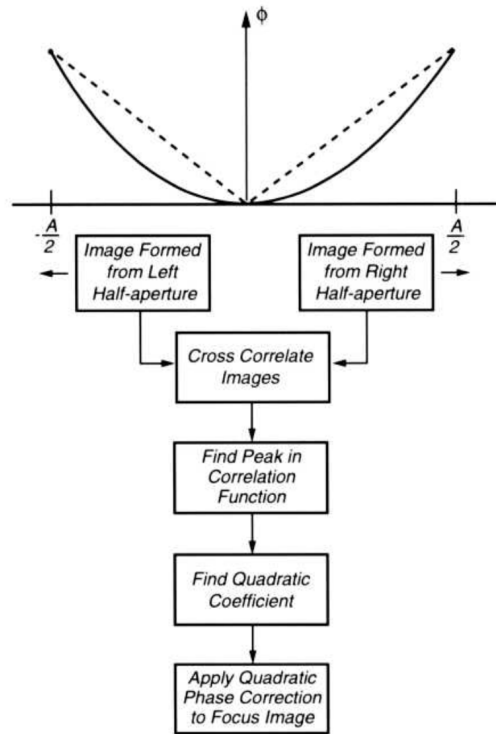 ϕ
-A/2
A/2
Image Formed
from Left
Half-aperture
Image Formed
from Right
Half-aperture
Cross Correlate
Images
Find Peak in
Correlation
Function
Find Quadratic
Coefficient
Apply Quadratic
Phase Correction
to Focus Image